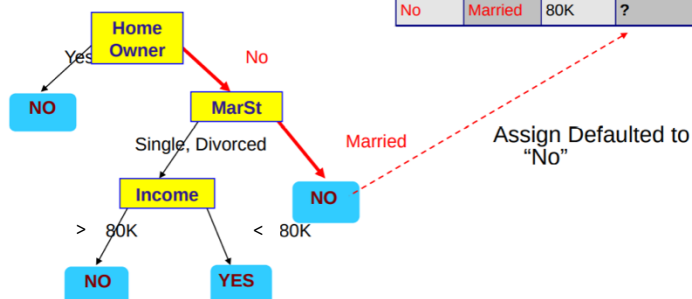 No Married 80K ?
Home
Owner
Yes
No
NO
MarSt
Single, Divorced
Married
Assign Defaulted to
“No”
Income
NO
> 80K
< 80K
NO
YES